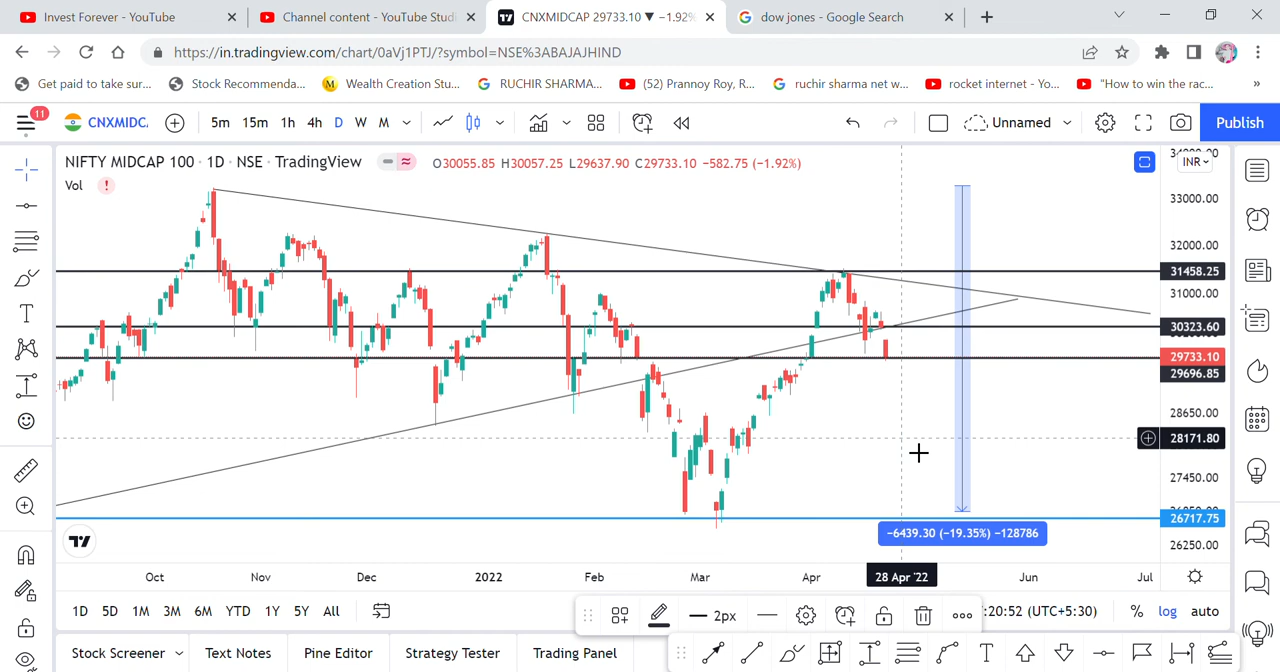 Invest Forever - YouTube
Channel content - YouTube Studi
CNXMIDCAP 29733.10 ▼ −1.92%
dow jones - Google Search
https://in.tradingview.com/chart/0aVj1PTJ/?symbol=NSE%3ABAJAJHIND
Get paid to take sur...
Stock Recommenda...
Wealth Creation Stu...
RUCHIR SHARMA...
(52) Prannoy Roy, R...
ruchir sharma net w...
rocket internet - Yo...
"How to win the rac...
»
11
CNXMIDC
5m 15m 1h 4h D W M
Unnamed
Publish
NIFTY MIDCAP 100 · 1D · NSE · TradingView
O30055.85 H30057.25 L29637.90 C29733.10 −582.75 (−1.92%)
Vol
INR
33000.00
32000.00
31458.25
31000.00
30323.60
29733.10
29696.85
28650.00
28171.80
27450.00
26717.75
26250.00
−6439.30 (−19.35%) −128786
Oct Nov Dec 2022 Feb Mar Apr 28 Apr '22 Jun Jul
1D 5D 1M 3M 6M YTD 1Y 5Y All
2px
:20:52 (UTC+5:30)
% log auto
Stock Screener
Text Notes
Pine Editor
Strategy Tester
Trading Panel